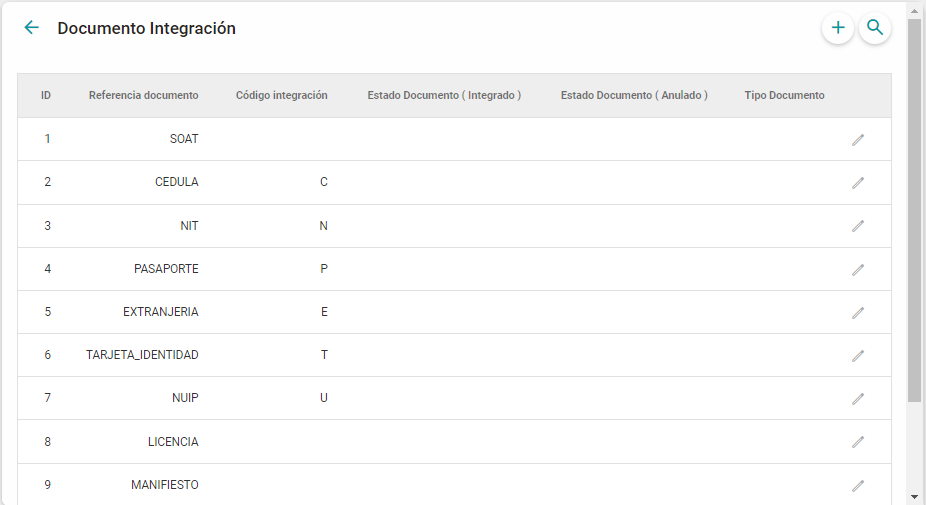 Documento Integración
ID Referencia documento Código integración Estado Documento ( Integrado ) Estado Documento ( Anulado ) Tipo Documento
1 SOAT
2 CEDULA C
3 NIT N
4 PASAPORTE P
5 EXTRANJERIA E
6 TARJETA_IDENTIDAD T
7 NUIP U
8 LICENCIA
9 MANIFIESTO